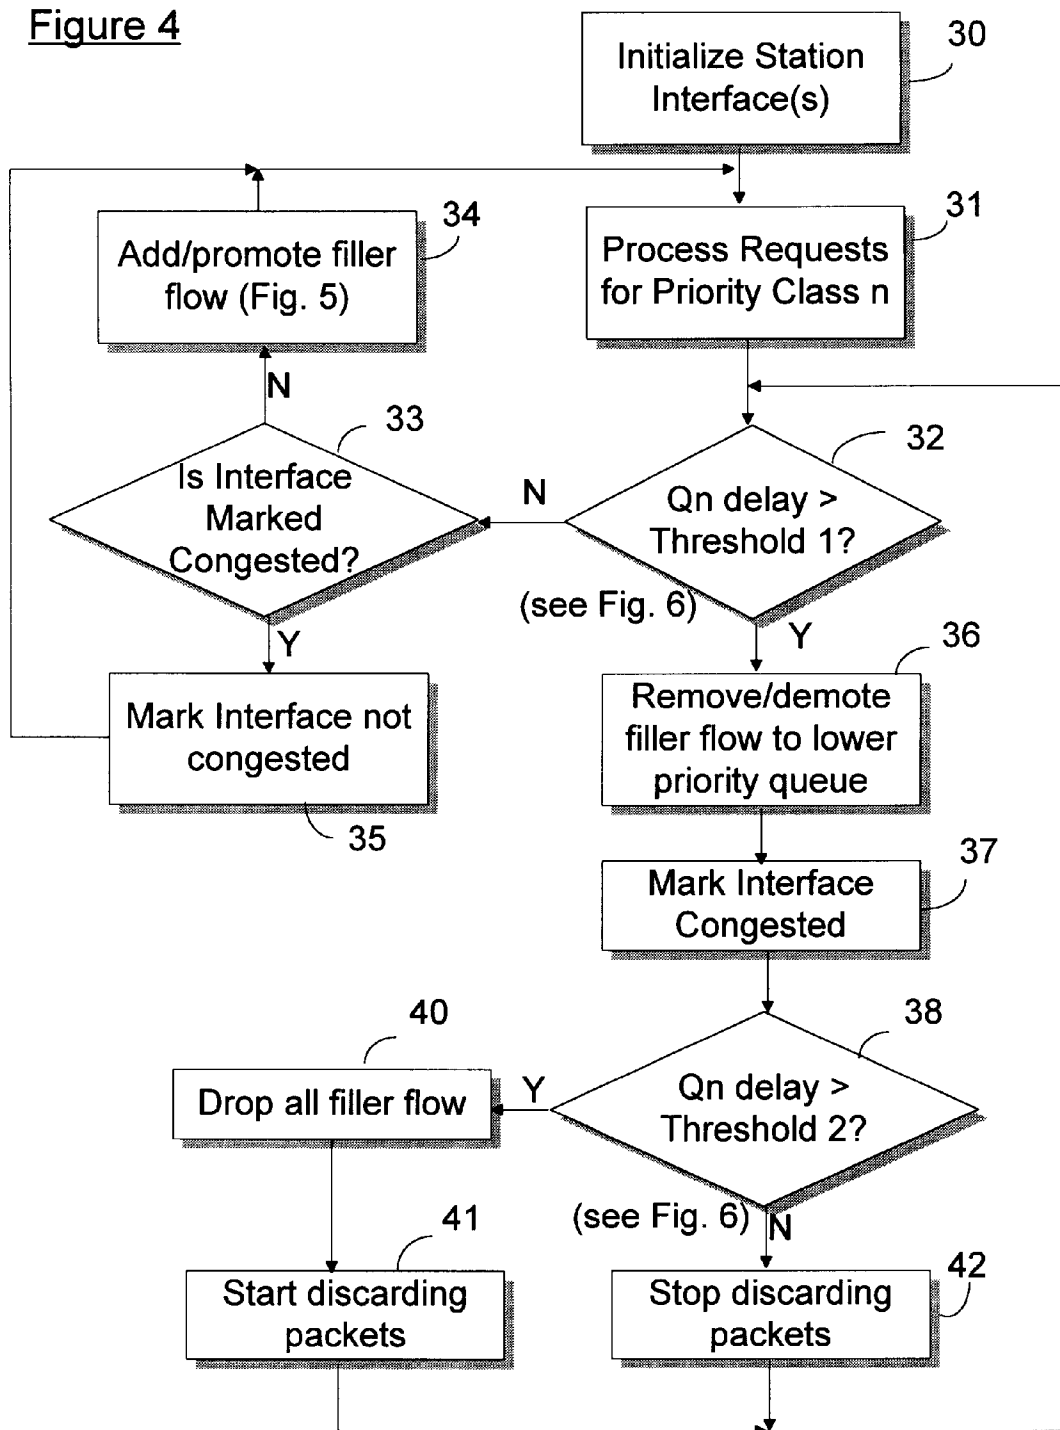 Figure 4
30
Initialize Station
Interface(s)
34
31
Add/promote filler
flow (Fig. 5)
Process Requests
for Priority Class n
N
33
32
Is Interface
Marked
Congested?
N
Qn delay >
Threshold 1?
(see Fig. 6)
Y
Y
36
Mark Interface not
congested
35
Remove/demote
filler flow to lower
priority queue
37
Mark Interface
Congested
40
38
Drop all filler flow
Y
Qn delay >
Threshold 2?
(see Fig. 6)
N
41
42
Start discarding
packets
Stop discarding
packets